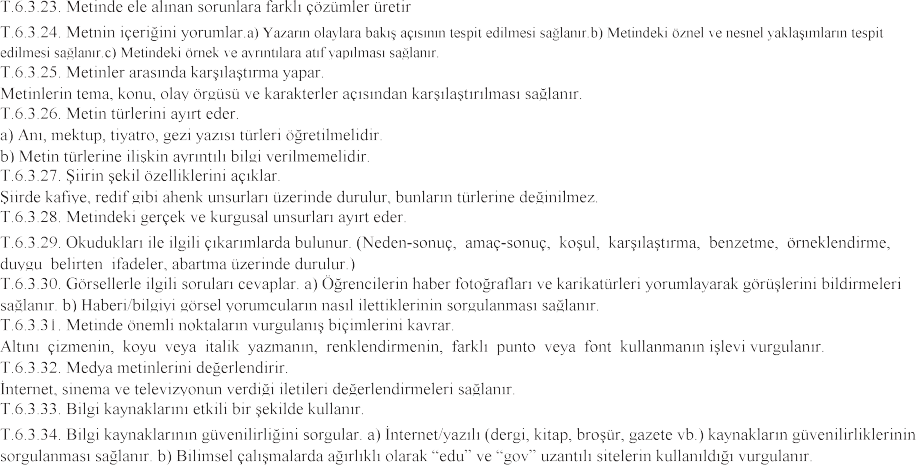 T.6.3.23. Metinde ele alınan sorunlara farklı çözümler üretir
T.6.3.24. Metnin içeriğini yorumlar.a) Yazarın olaylara bakış açısının tespit edilmesi sağlanır.b) Metindeki öznel ve nesnel yaklaşımların tespit
edilmesi sağlanır.c) Metindeki örnek ve ayrıntılara atıf yapılması sağlanır.
T.6.3.25. Metinler arasında karşılaştırma yapar.
Metinlerin tema, konu, olay örgüsü ve karakterler açısından karşılaştırılması sağlanır.
T.6.3.26. Metin türlerini ayırt eder.
a) Anı, mektup, tiyatro, gezi yazısı türleri öğretilmelidir.
b) Metin türlerine ilişkin ayrıntılı bilgi verilmemelidir.
T.6.3.27. Şiirin şekil özelliklerini açıklar.
Şiirde kafiye, redif gibi ahenk unsurları üzerinde durulur, bunların türlerine değinilmez.
T.6.3.28. Metindeki gerçek ve kurgusal unsurları ayırt eder.
T.6.3.29. Okudukları ile ilgili çıkarımlarda bulunur. (Neden-sonuç, amaç-sonuç, koşul, karşılaştırma, benzetme, örneklendirme,
duygu belirten ifadeler, abartma üzerinde durulur.)
T.6.3.30. Görsellerle ilgili soruları cevaplar. a) Öğrencilerin haber fotoğrafları ve karikatürleri yorumlayarak görüşlerini bildirmeleri
sağlanır. b) Haberi/bilgiyi görsel yorumcuların nasıl ilettiklerinin sorgulanması sağlanır.
T.6.3.31. Metinde önemli noktaların vurgulanış biçimlerini kavrar.
Altını çizmenin, koyu veya italik yazmanın, renklendirmenin, farklı punto veya font kullanmanın işlevi vurgulanır.
T.6.3.32. Medya metinlerini değerlendirir.
İnternet, sinema ve televizyonun verdiği iletileri değerlendirmeleri sağlanır.
T.6.3.33. Bilgi kaynaklarını etkili bir şekilde kullanır.
T.6.3.34. Bilgi kaynaklarının güvenilirliğini sorgular. a) İnternet/yazılı (dergi, kitap, broşür, gazete vb.) kaynakların güvenilirliklerinin
sorgulanması sağlanır. b) Bilimsel çalışmalarda ağırlıklı olarak “edu” ve “gov” uzantılı sitelerin kullanıldığı vurgulanır.